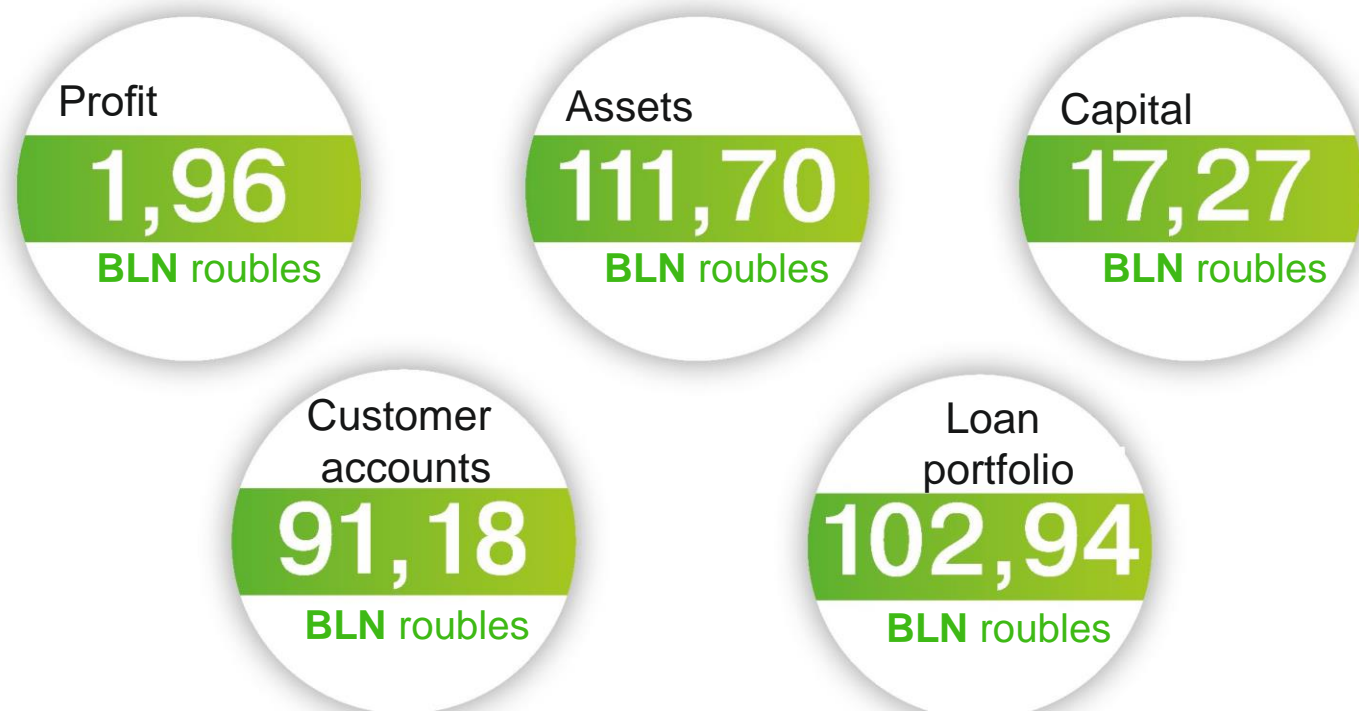 Profit
1,96
BLN roubles
Assets
111,70
BLN roubles
Capital
17,27
BLN roubles
Customer
accounts
91,18
BLN roubles
Loan
portfolio
102,94
BLN roubles